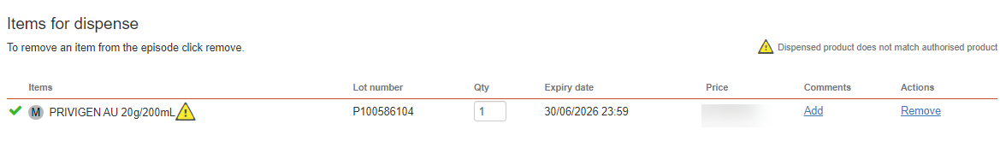 Items for dispense
To remove an item from the episode click remove.
Dispensed product does not match authorised product
Items Lot number Qty Expiry date Price Comments Actions
M PRIVIGEN AU 20g/200mL P100586104 1 30/06/2026 23:59 Add Remove